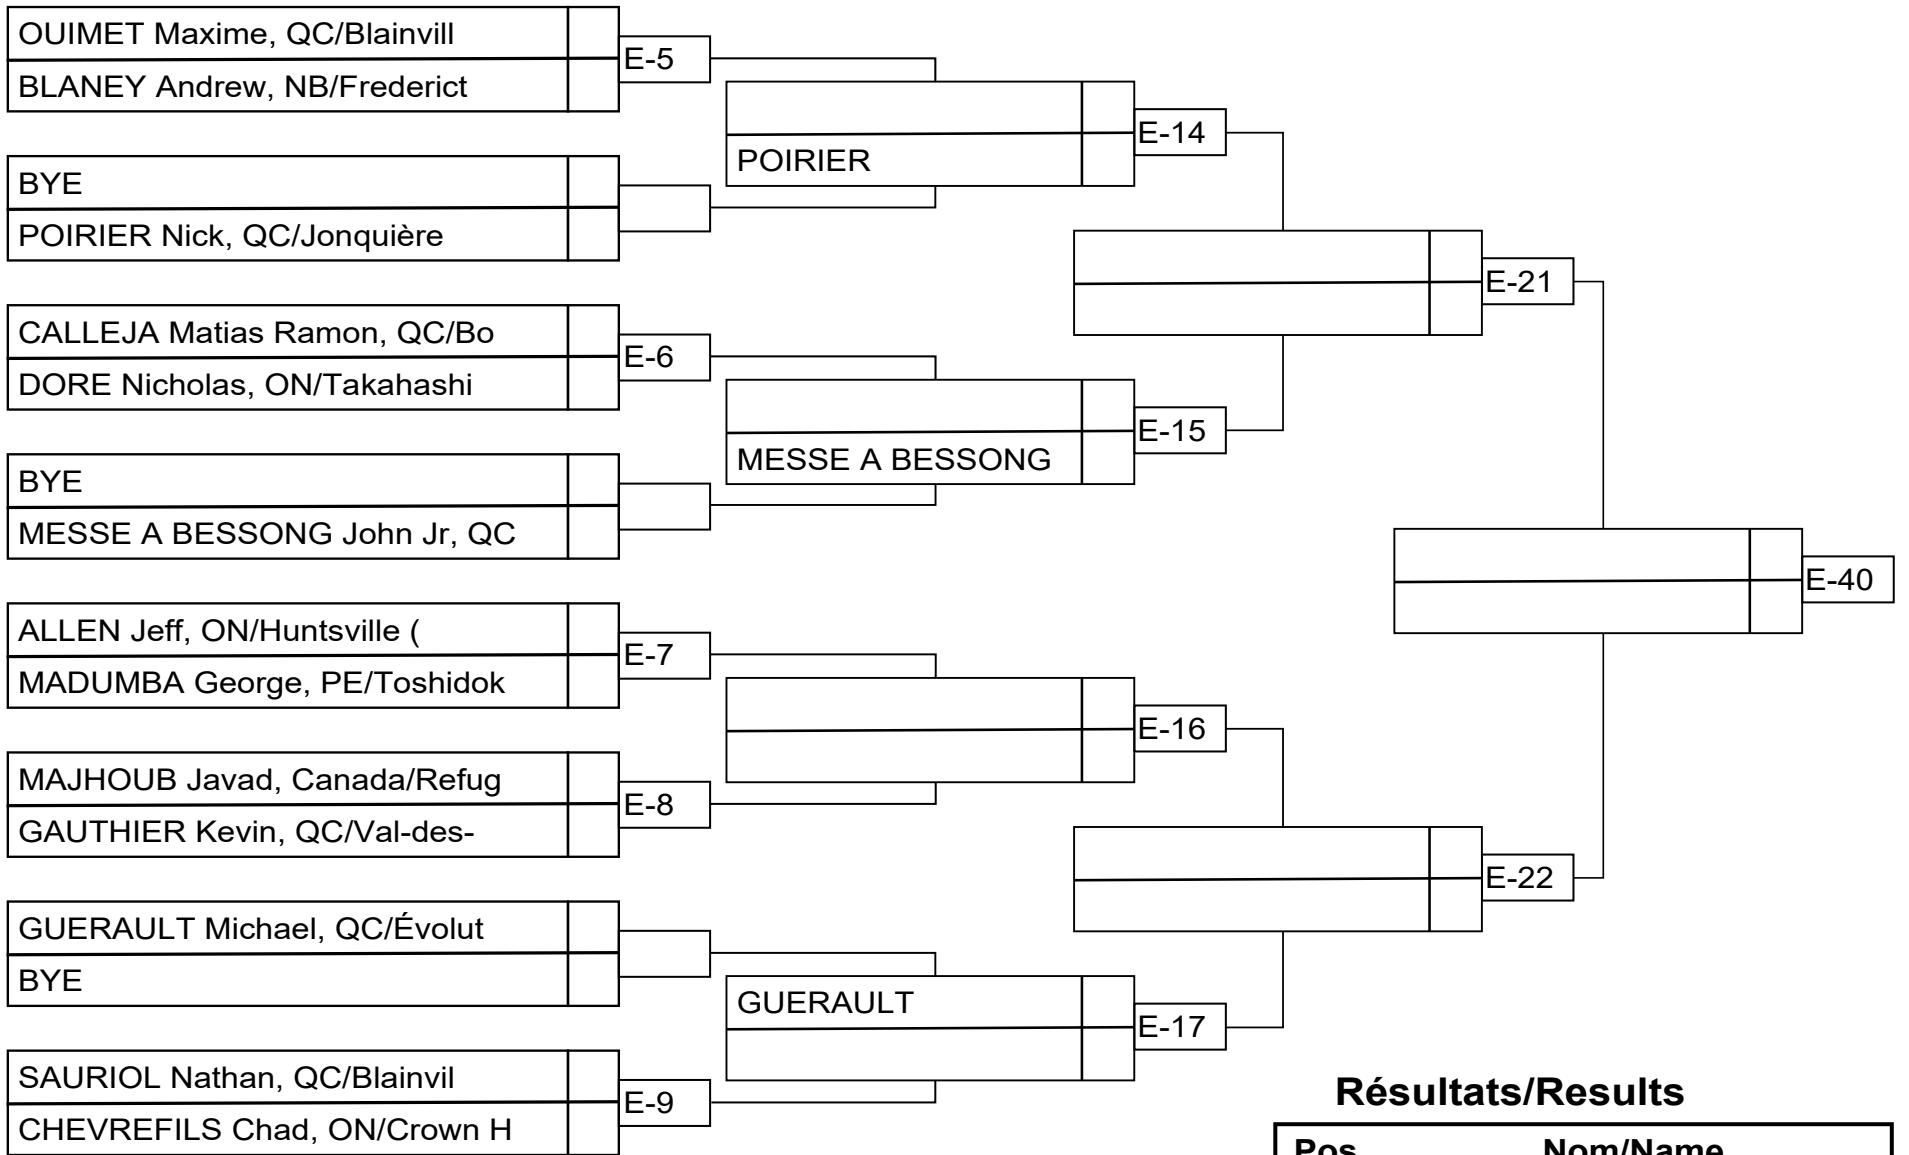 OUIMET Maxime, QC/Blainvill
BLANEY Andrew, NB/Frederict
E-5
BYE
POIRIER Nick, QC/Jonquière
POIRIER
E-14
CALLEJA Matias Ramon, QC/Bo
DORE Nicholas, ON/Takahashi
E-6
BYE
MESSE A BESSONG John Jr, QC
MESSE A BESSONG
E-15
E-21
ALLEN Jeff, ON/Huntsville (
MADUMBA George, PE/Toshidok
E-7
MAJHOUB Javad, Canada/Refug
GAUTHIER Kevin, QC/Val-des-
E-8
E-16
GUERAULT Michael, QC/Évolut
BYE
GUERAULT
E-17
SAURIOL Nathan, QC/Blainvil
CHEVREFILS Chad, ON/Crown H
E-9
E-22
E-40
Résultats/Results
Pos Nom/Name